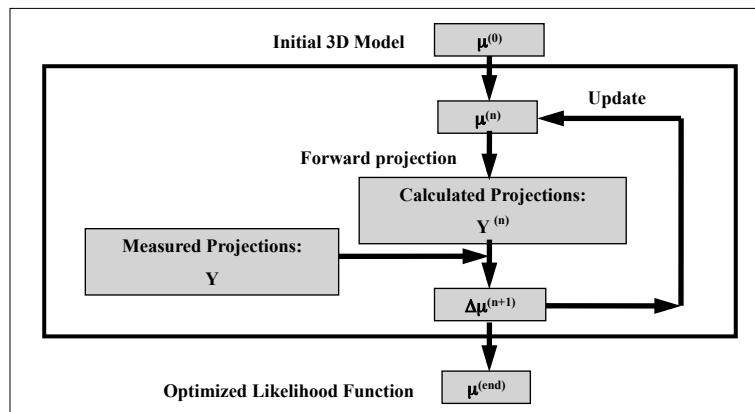 Initial 3D Model
μ(0)
μ(n)
Update
Forward projection
Calculated Projections:
Y (n)
Measured Projections:
Y
Δμ(n+1)
Optimized Likelihood Function
μ(end)